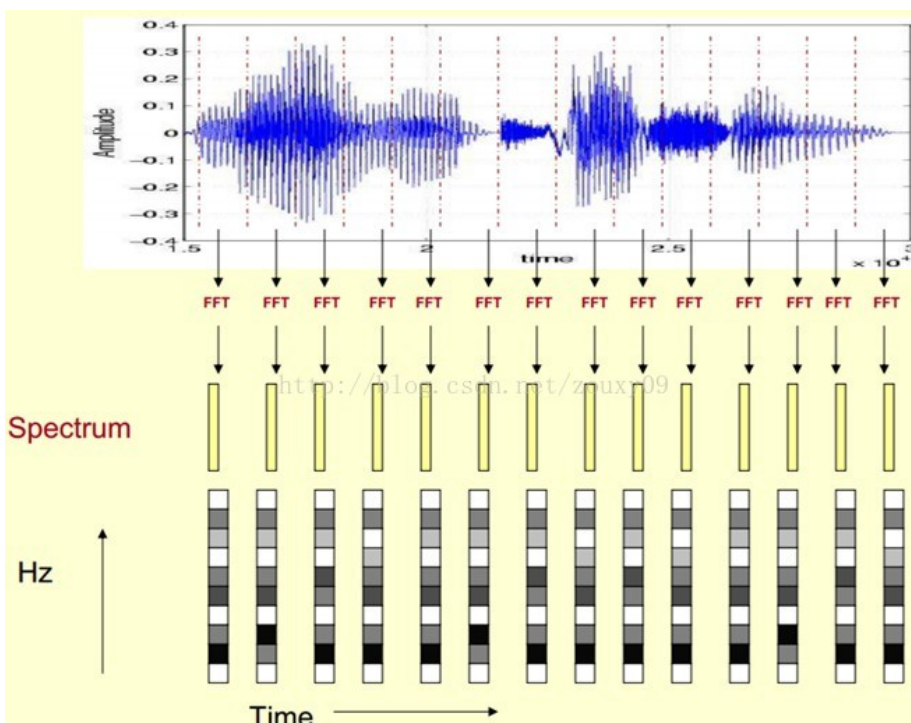 0.4
0.3
0.2
0.1
0
-0.1
-0.2
-0.3
-0.4
Amplitude
1.5 2 2.5
time
x 10
FFT FFT FFT FFT FFT FFT FFT FFT FFT FFT FFT FFT FFT FFT
http://blog.csdn.net/zouxy09
Spectrum
Hz
Time